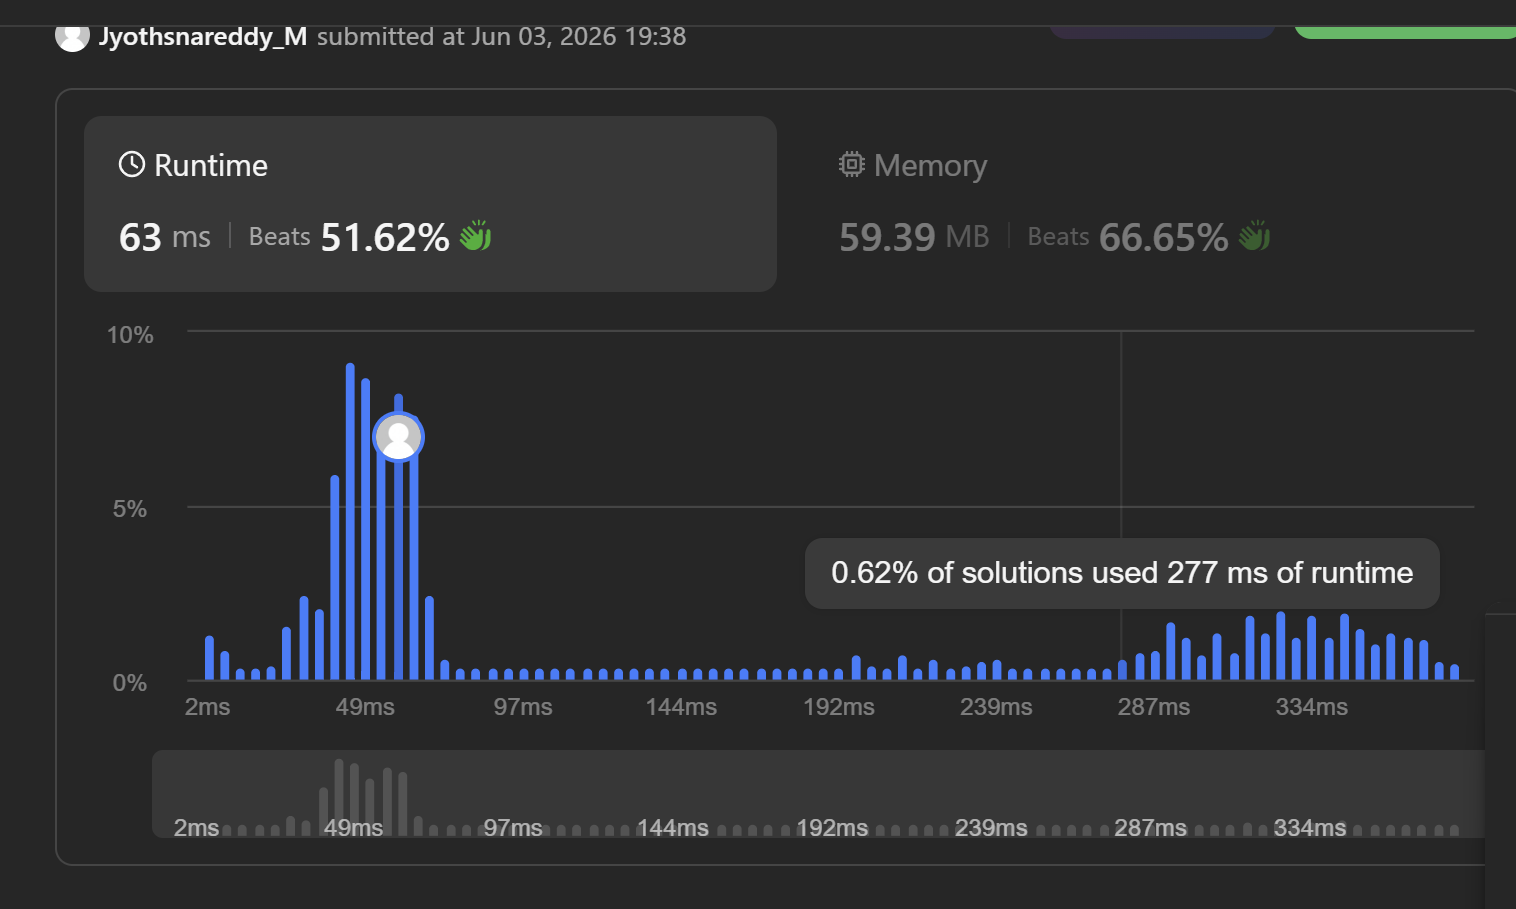 Jyothsnareddy_M submitted at Jun 03, 2026 19:38
Runtime
63 ms | Beats 51.62%
Memory
59.39 MB | Beats 66.65%
10%
5%
0.62% of solutions used 277 ms of runtime
0%
2ms 49ms 97ms 144ms 192ms 239ms 287ms 334ms
2ms 49ms 97ms 144ms 192ms 239ms 287ms 334ms